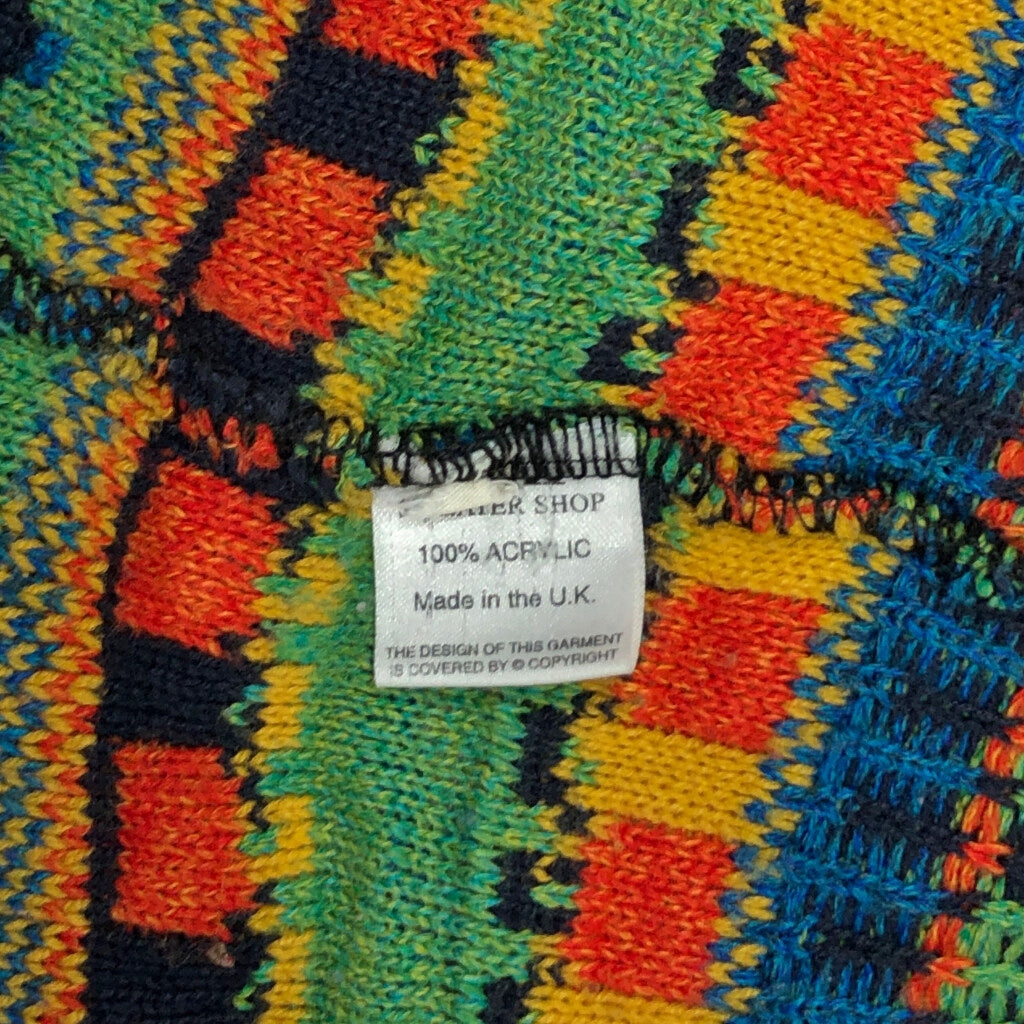 SHOP
100% ACRYLIC
Made in the U.K.
THE DESIGN OF THIS GARMENT
IS COVERED BY © COPYRIGHT